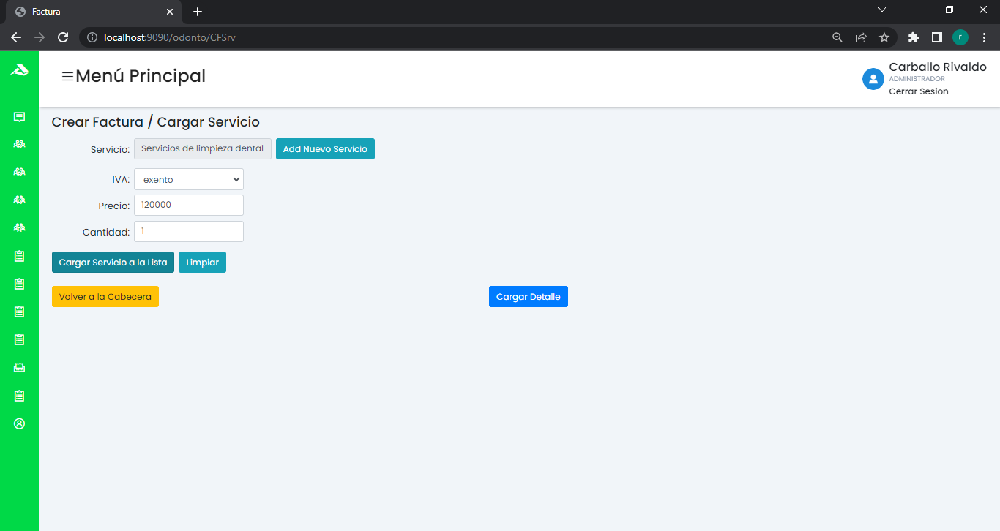 Factura
localhost:9090/odonto/CFSrv
r
Menú Principal
Carballo Rivaldo
ADMINISTRADOR
Cerrar Sesion
Crear Factura / Cargar Servicio
Servicio: Servicios de limpieza dental Add Nuevo Servicio
IVA: exento
Precio: 120000
Cantidad: 1
Cargar Servicio a la Lista Limpiar
Volver a la Cabecera Cargar Detalle